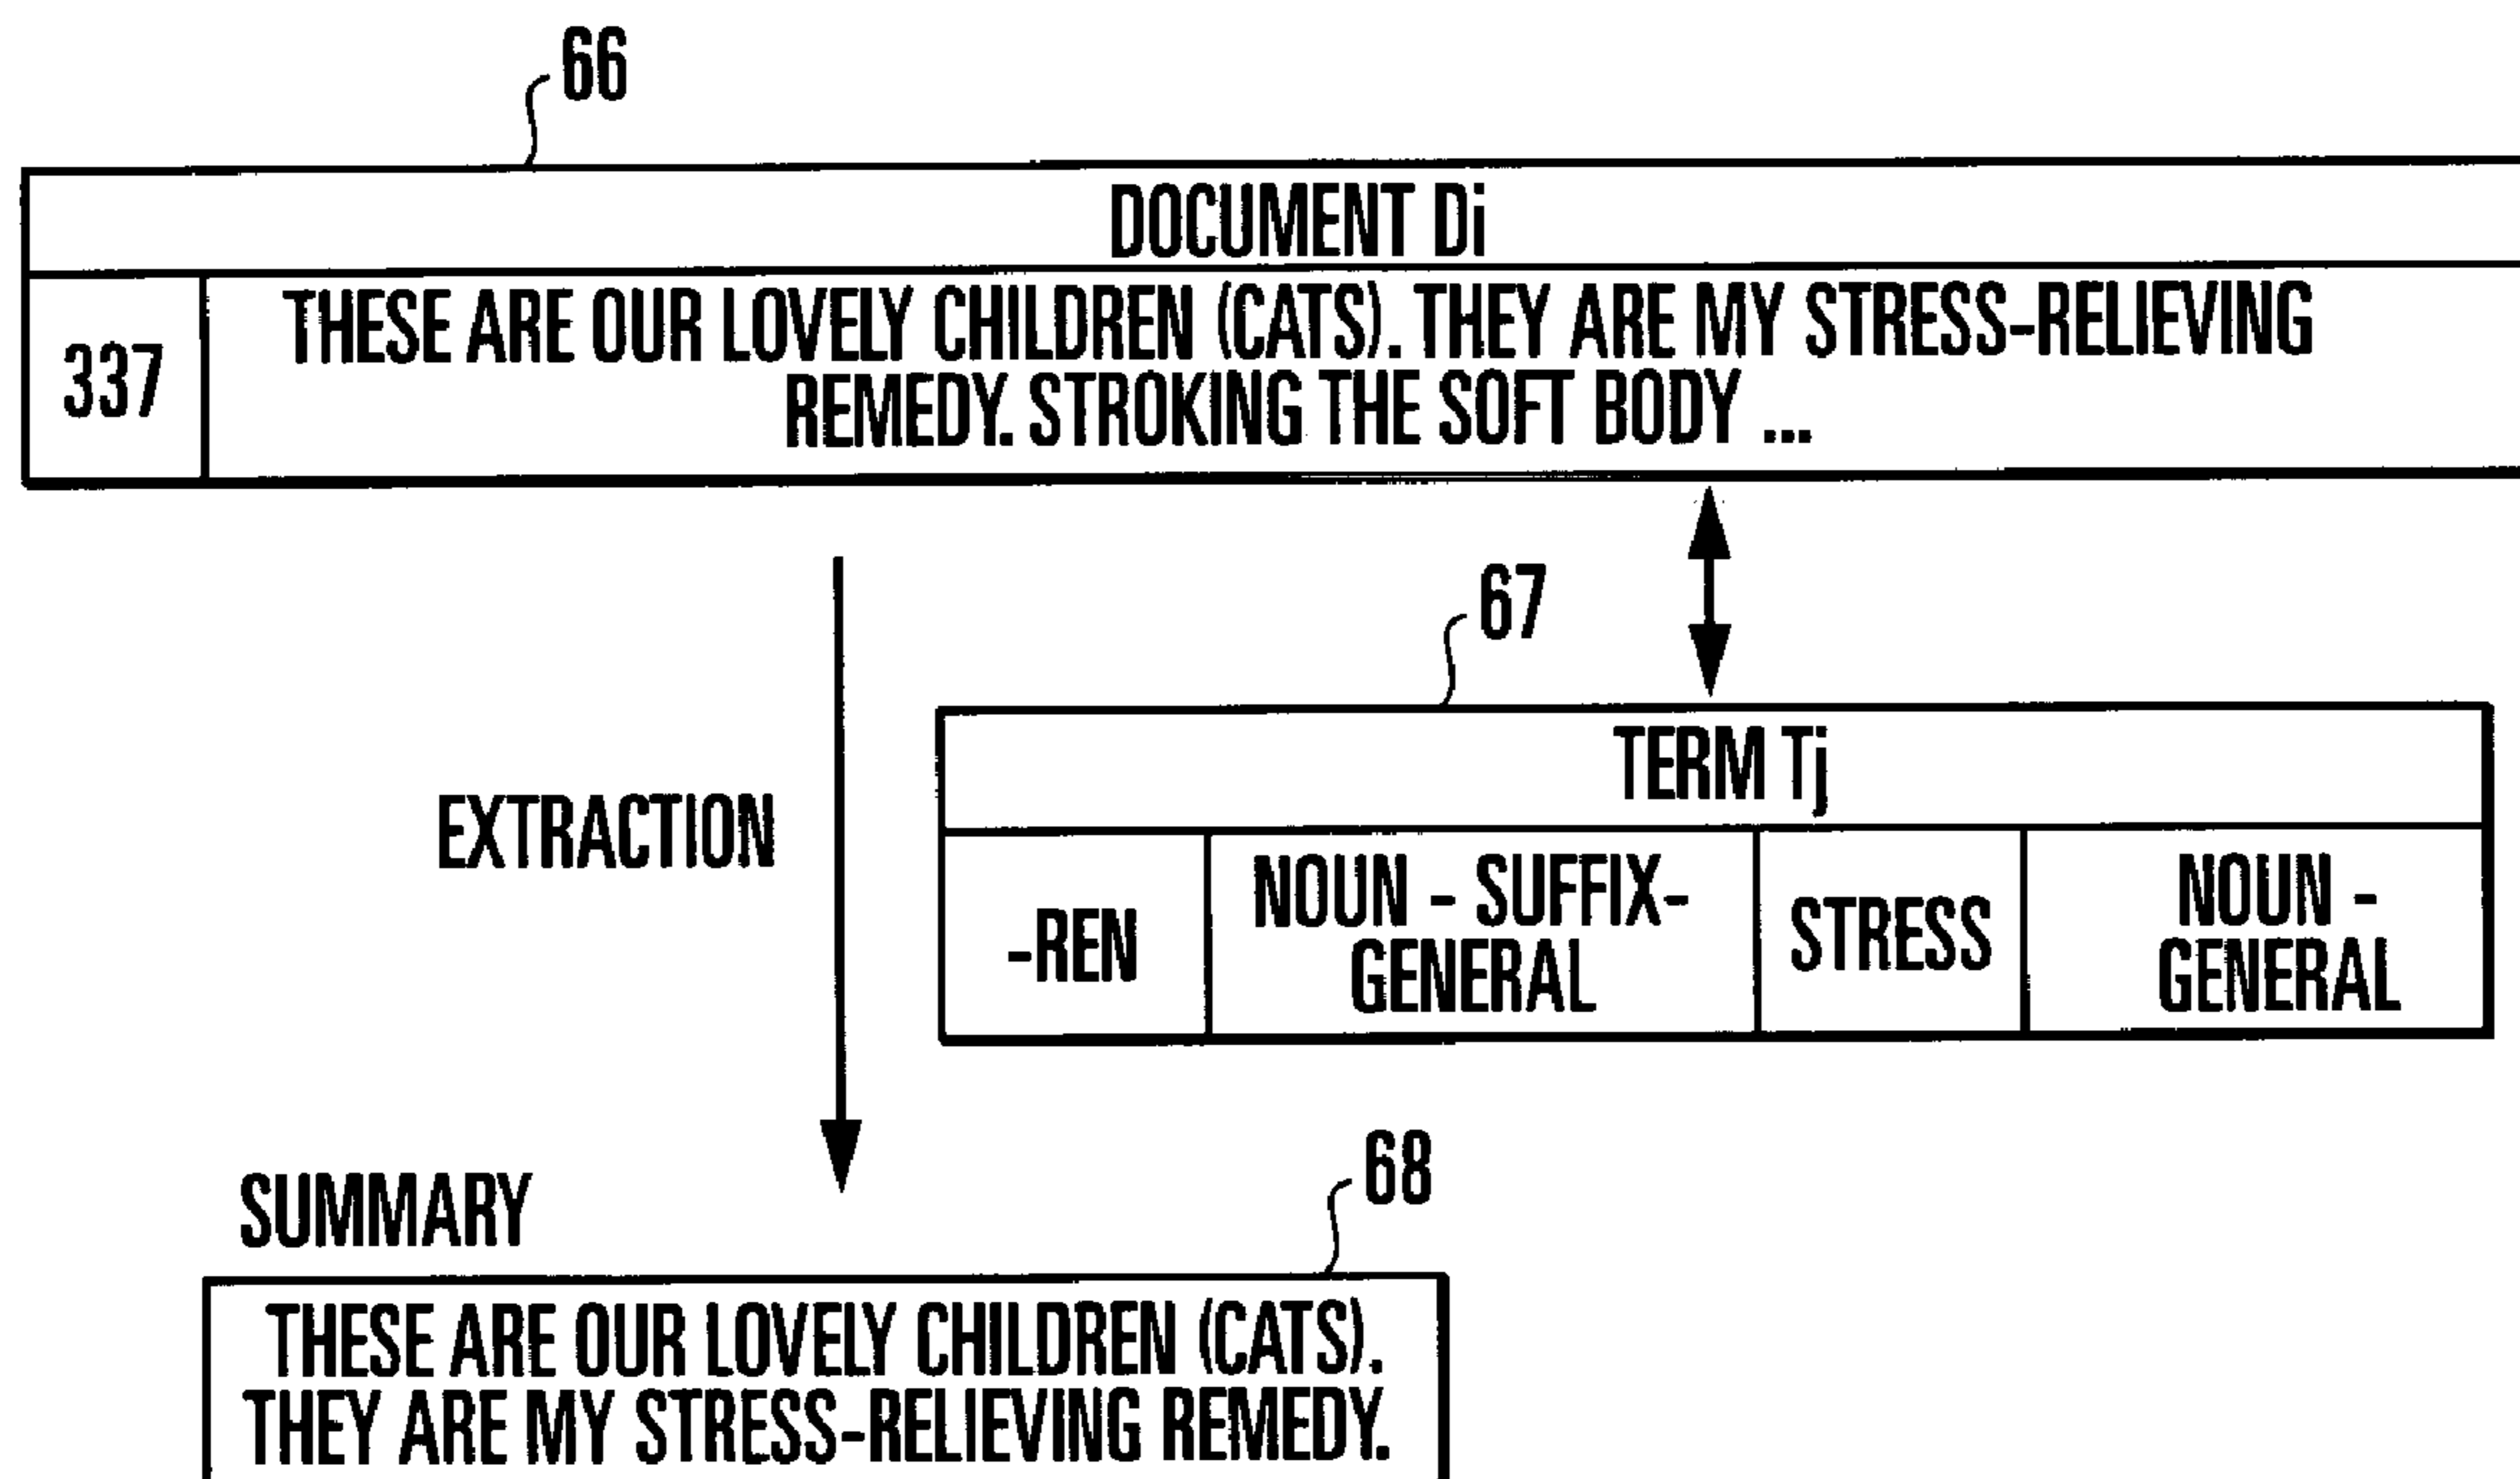 66
DOCUMENT Di
337
THESE ARE OUR LOVELY CHILDREN (CATS). THEY ARE MY STRESS-RELIEVING
REMEDY. STROKING THE SOFT BODY ...
67
TERM Tj
EXTRACTION
-REN
NOUN - SUFFIX-
GENERAL
STRESS
NOUN -
GENERAL
68
SUMMARY
THESE ARE OUR LOVELY CHILDREN (CATS).
THEY ARE MY STRESS-RELIEVING REMEDY.